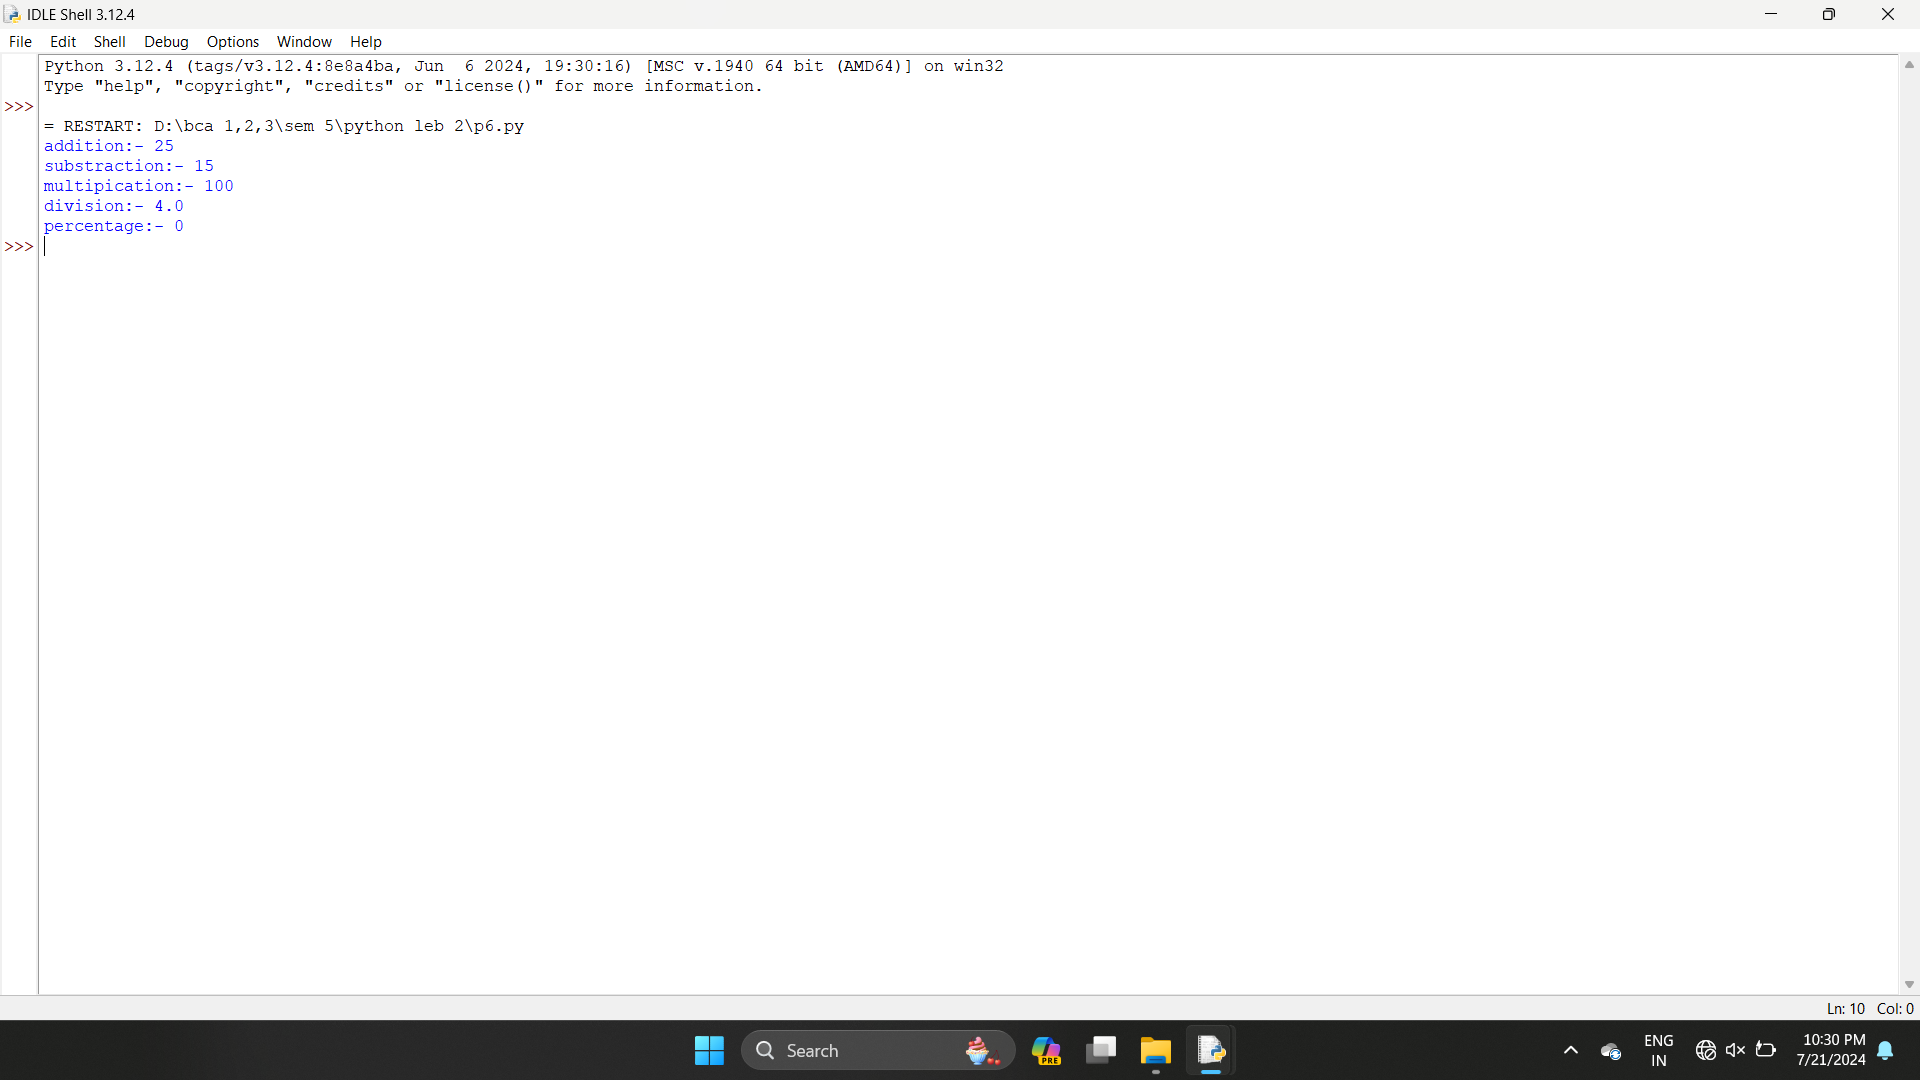 IDLE Shell 3.12.4
File Edit Shell Debug Options Window Help
Python 3.12.4 (tags/v3.12.4:8e8a4ba, Jun  6 2024, 19:30:16) [MSC v.1940 64 bit (AMD64)] on win32
Type "help", "copyright", "credits" or "license()" for more information.
>>>
= RESTART: D:\bca 1,2,3\sem 5\python leb 2\p6.py
addition:- 25
substraction:- 15
multipication:- 100
division:- 4.0
percentage:- 0
>>>
Ln: 10 Col: 0
Search
PRE
ENG
IN
10:30 PM
7/21/2024